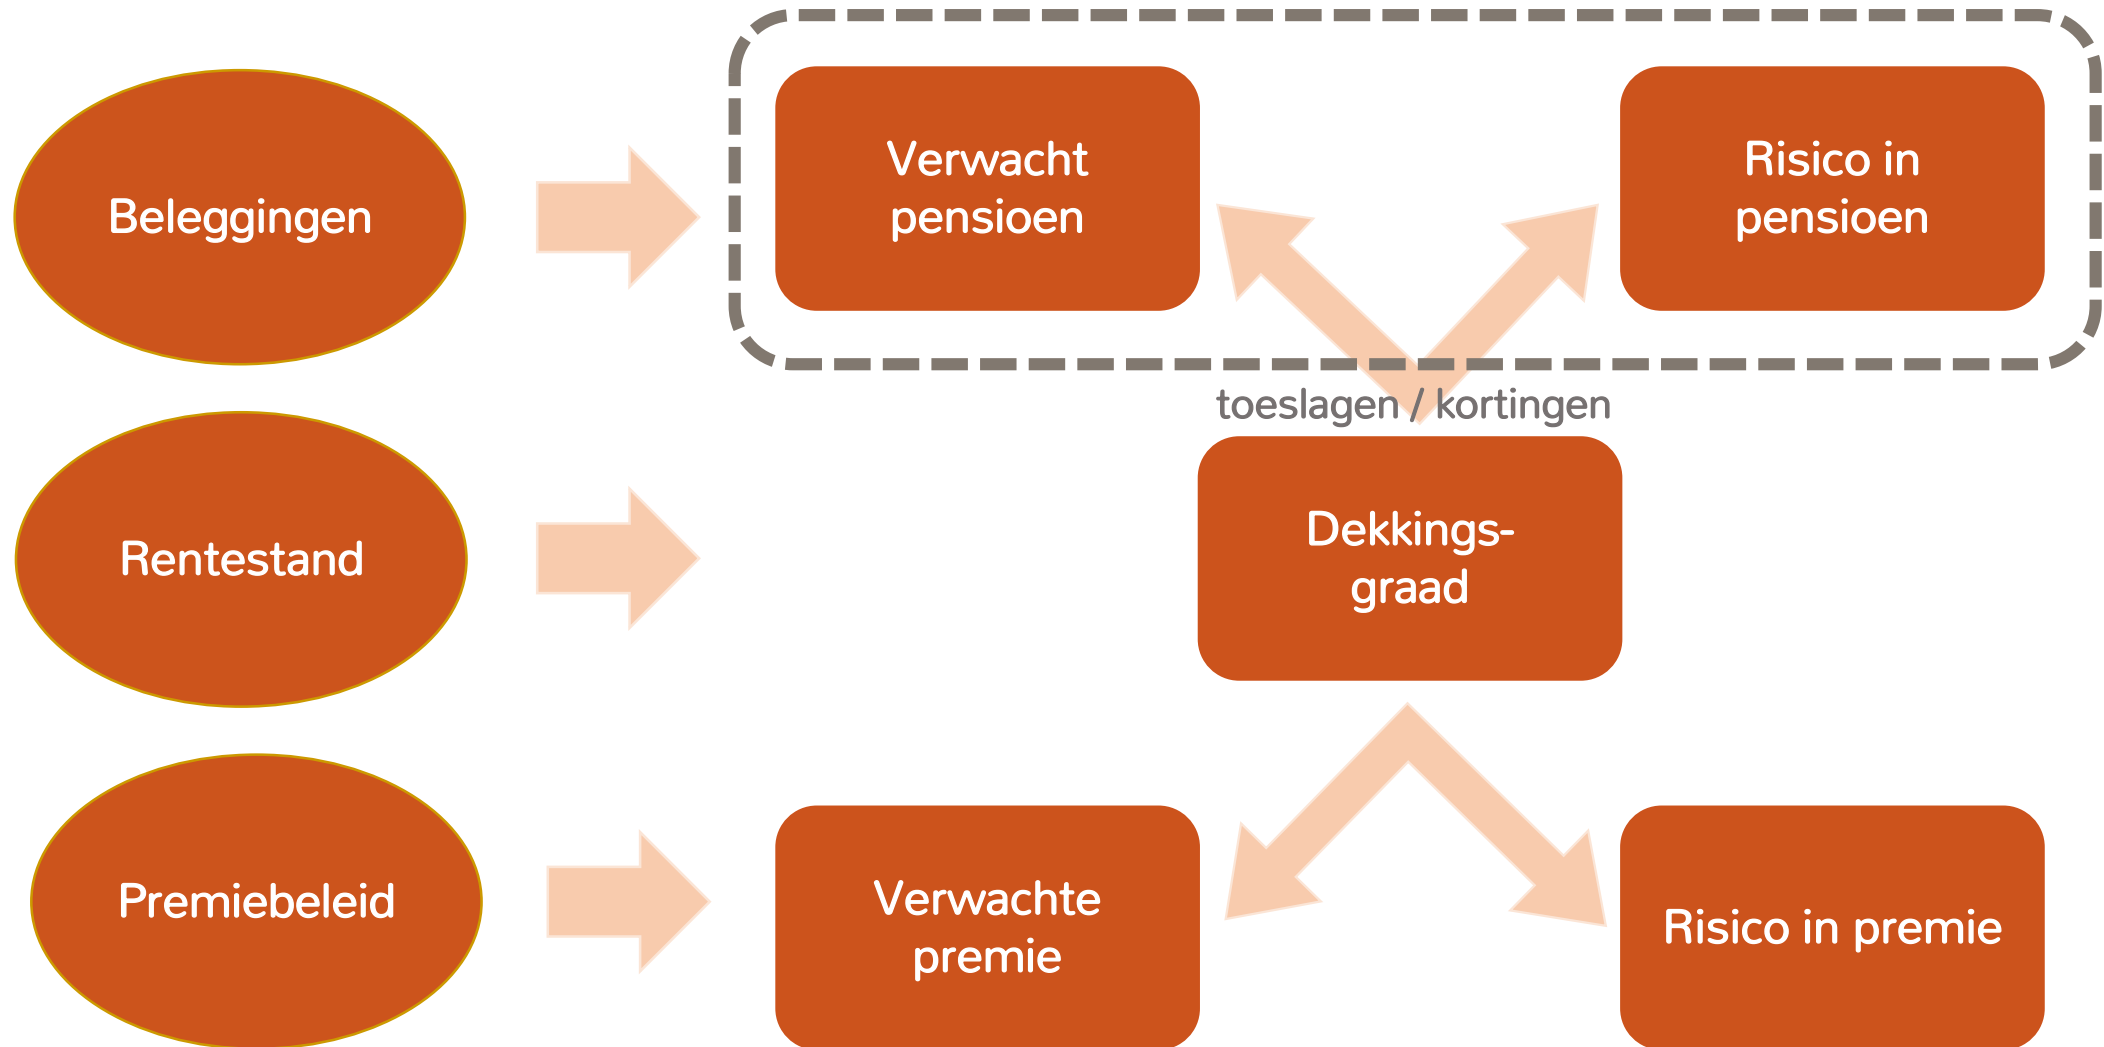 Beleggingen
Verwacht
pensioen
Risico in
pensioen
toeslagen / kortingen
Rentestand
Dekkings-
graad
Premiebeleid
Verwachte
premie
Risico in premie